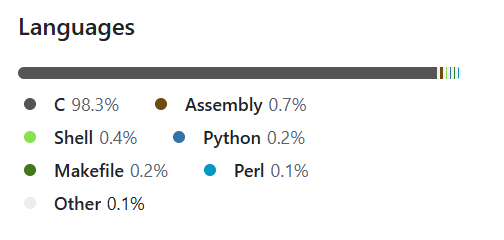 Languages
C 98.3% Assembly 0.7%
Shell 0.4% Python 0.2%
Makefile 0.2% Perl 0.1%
Other 0.1%